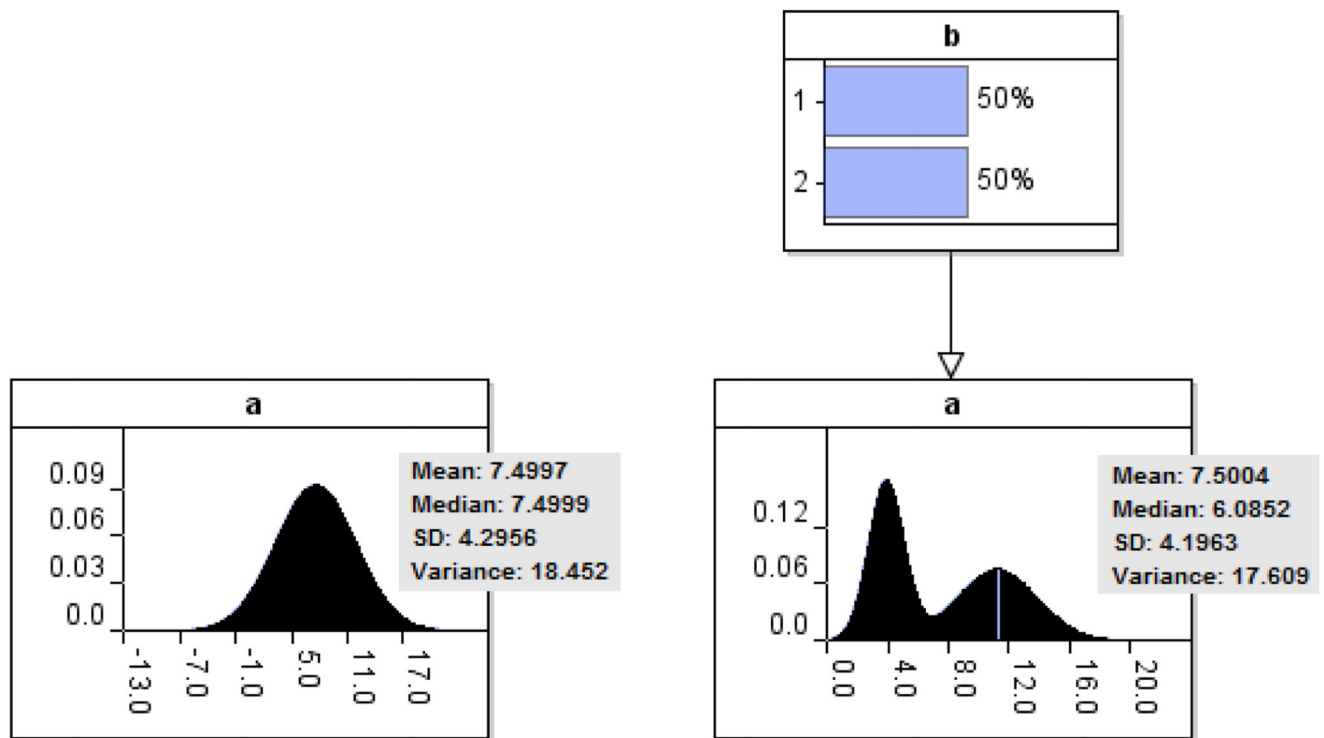 b
1
50%
2
50%
a
0.09
0.06
0.03
0.0
-13.0
-7.0
-1.0
5.0
11.0
17.0
Mean: 7.4997
Median: 7.4999
SD: 4.2956
Variance: 18.452
a
0.12
0.06
0.0
0.0
4.0
8.0
12.0
16.0
20.0
Mean: 7.5004
Median: 6.0852
SD: 4.1963
Variance: 17.609